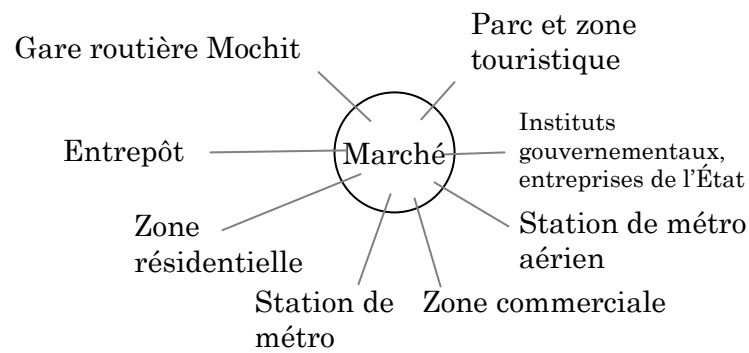 Parc et zone
touristique
Gare routière Mochit
Instituts
gouvernementaux,
entreprises de l'État
Entrepôt
Marché
Station de métro
aérien
Zone
résidentielle
Station de
métro
Zone commerciale